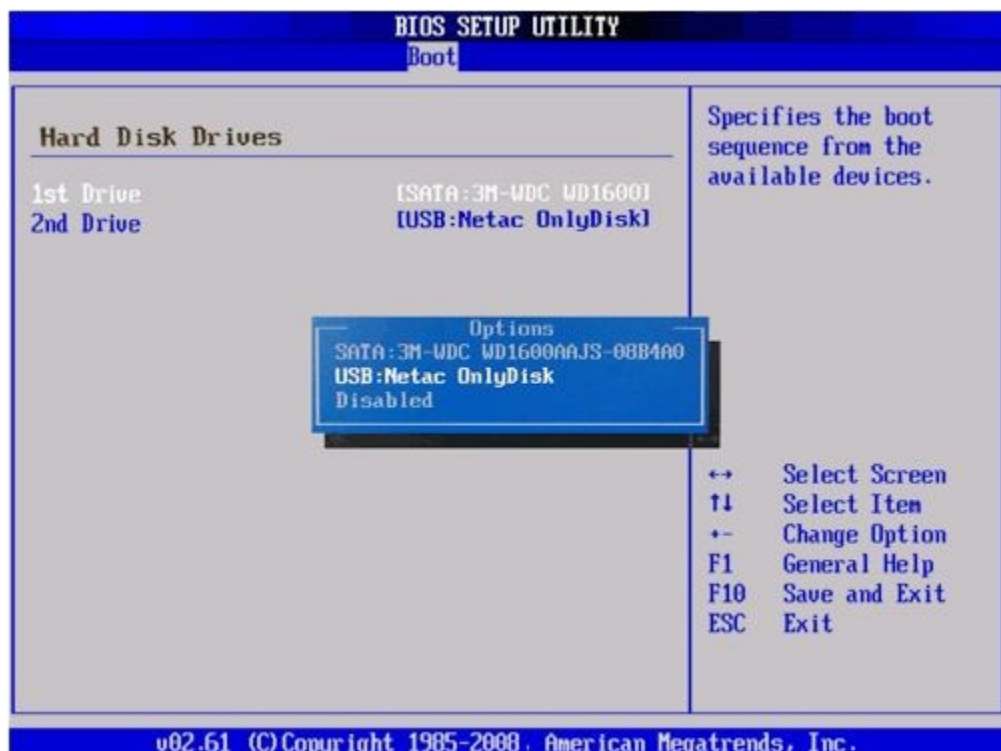 BIOS SETUP UTILITY
Boot
Hard Disk Drives
1st Drive [SATA:3M-WDC WD1600]
2nd Drive [USB:Netac OnlyDisk]
Options
SATA:3M-WDC WD1600AAJS-08B4A0
USB:Netac OnlyDisk
Disabled
Specifies the boot
sequence from the
available devices.
←→ Select Screen
↑↓ Select Item
+- Change Option
F1 General Help
F10 Save and Exit
ESC Exit
v02.61 (C)Copyright 1985-2008, American Megatrends, Inc.